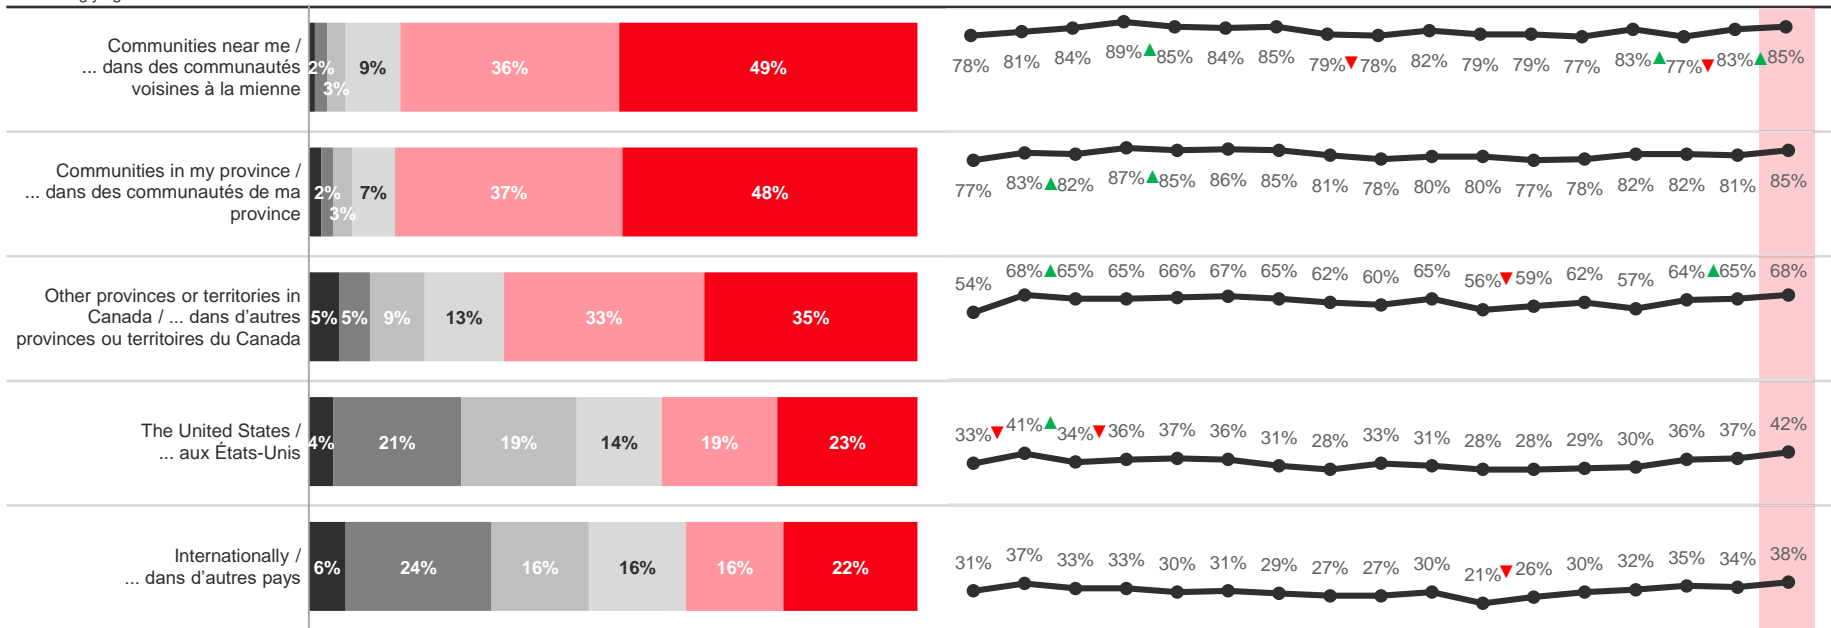 Communities near me /
... dans des communautés
voisines à la mienne
2%
3%
9%
36%
49%
78% 81% 84% 89% ▲ 85% 84% 85% 79% ▼ 78% 82% 79% 79% 77% 83% ▲ 77% ▼ 83% ▲ 85%
Communities in my province /
... dans des communautés de ma
province
2%
3%
7%
37%
48%
77% 83% ▲ 82% 87% ▲ 85% 86% 85% 81% 78% 80% 80% 77% 78% 82% 82% 81% 85%
Other provinces or territories in
Canada / ... dans d'autres
provinces ou territoires du Canada
5% 5% 9% 13% 33% 35%
54% 68% ▲ 65% 65% 66% 67% 65% 62% 60% 65% 56% ▼ 59% 62% 57% 64% ▲ 65% 68%
The United States /
... aux États-Unis
4% 21% 19% 14% 19% 23%
33% ▼ 41% ▲ 34% ▼ 36% 37% 36% 31% 28% 33% 31% 28% 28% 29% 30% 36% 37% 42%
Internationally /
... dans d'autres pays
6% 24% 16% 16% 16% 22%
31% 37% 33% 33% 30% 31% 29% 27% 27% 30% 21% ▼ 26% 30% 32% 35% 34% 38%